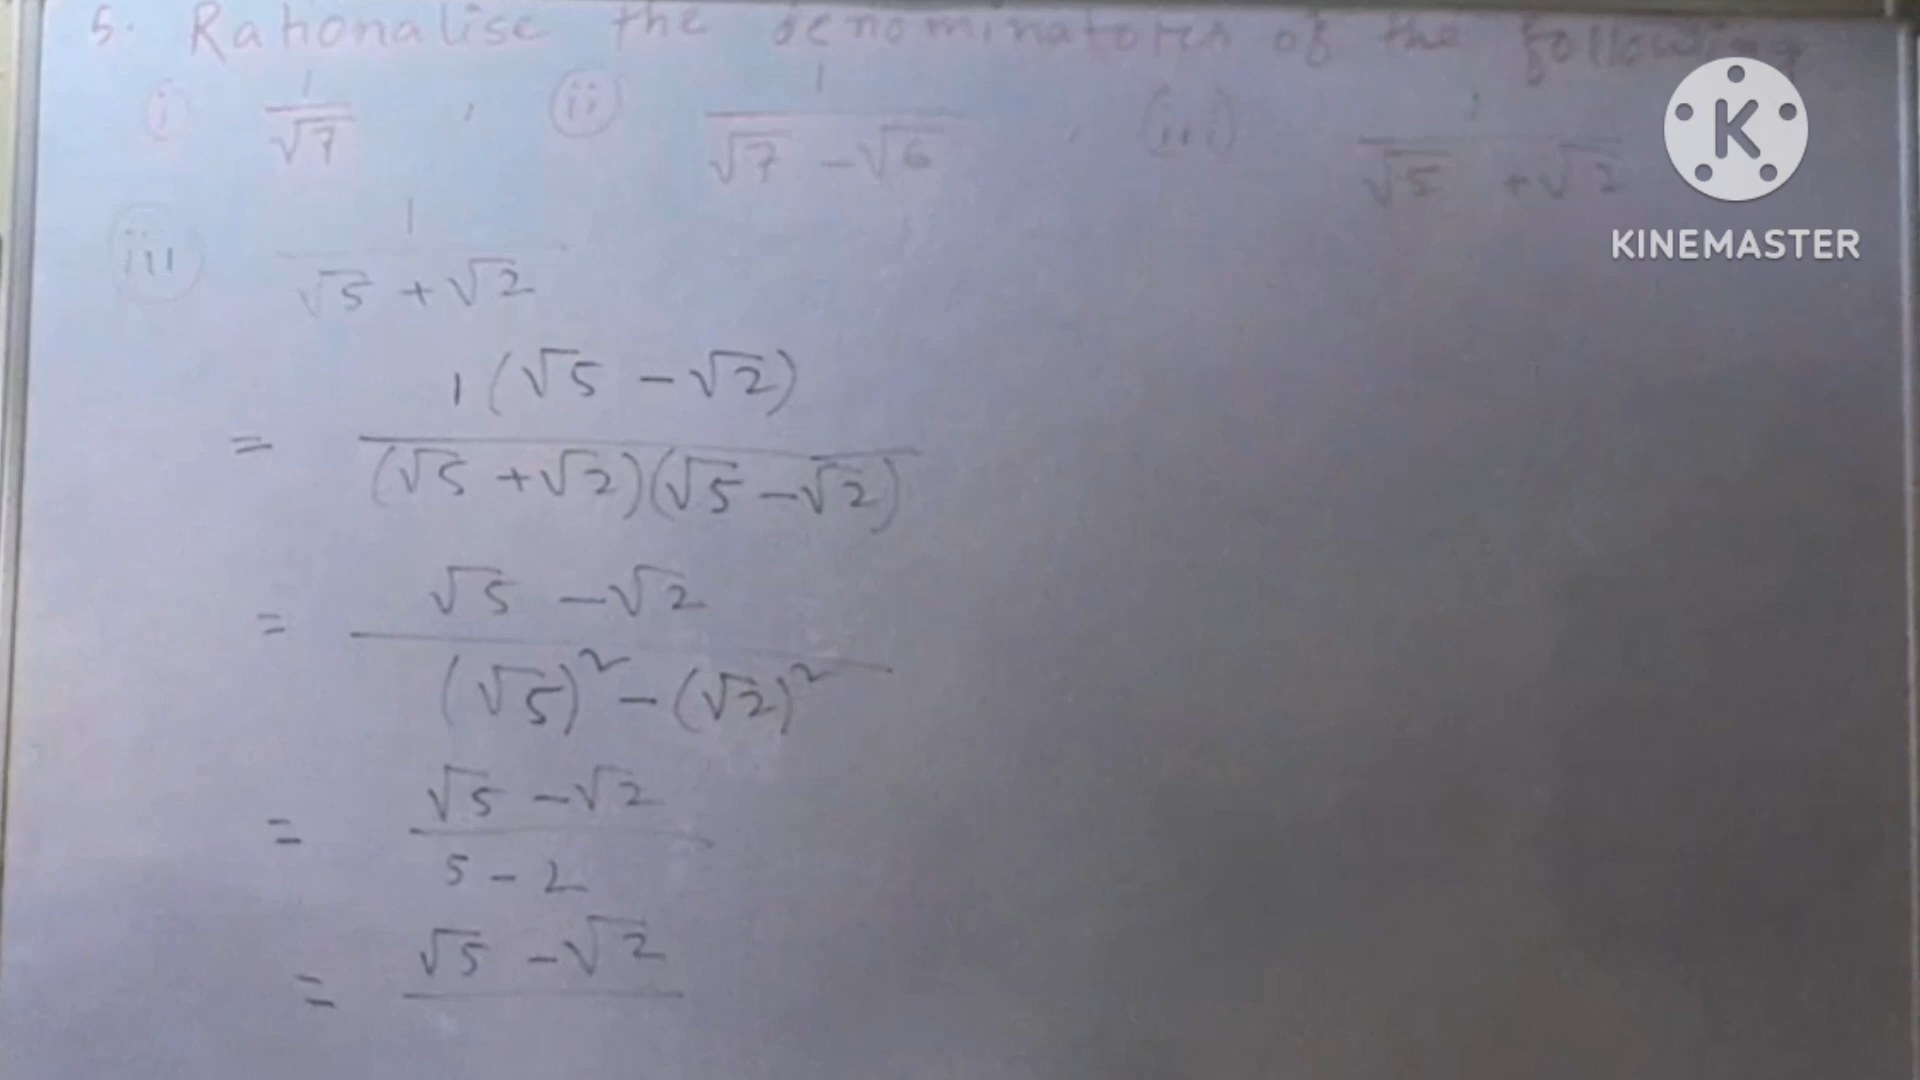 5. Rationalise the denominators of the following
i 1/√7 , ii 1/(√7 - √6) , (iii) 1/(√5 + √2)
iii 1/(√5 + √2)
= 1(√5 - √2)/(√5 + √2)(√5 - √2)
= (√5 - √2)/((√5)² - (√2)²)
= (√5 - √2)/(5 - 2)
= √5 - √2
K
KINEMASTER